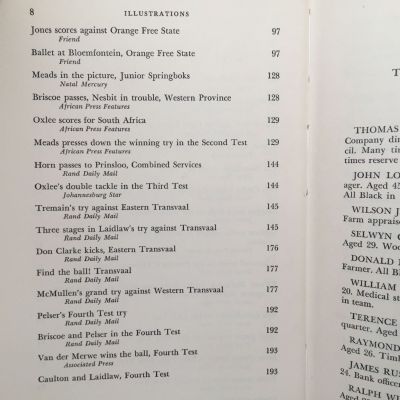 8 ILLUSTRATIONS
Jones scores against Orange Free State 97
Friend
Ballet at Bloemfontein, Orange Free State 97
Friend
Meads in the picture, Junior Springboks 128
Natal Mercury
Briscoe passes, Nesbit in trouble, Western Province 128
African Press Features
Oxlee scores for South Africa 129
African Press Features
Meads presses down the winning try in the Second Test 129
African Press Features
Horn passes to Prinsloo, Combined Services 144
Rand Daily Mail
Oxlee's double tackle in the Third Test 144
Johannesburg Star
Tremain's try against Eastern Transvaal 145
Rand Daily Mail
Three stages in Laidlaw's try against Transvaal 145
Rand Daily Mail
Don Clarke kicks, Eastern Transvaal 176
Rand Daily Mail
Find the ball! Transvaal 177
Rand Daily Mail
McMullen's grand try against Western Transvaal 177
Rand Daily Mail
Pelser's Fourth Test try 192
Rand Daily Mail
Briscoe and Pelser in the Fourth Test 192
Rand Daily Mail
Van der Merwe wins the ball, Fourth Test 193
Associated Press
Caulton and Laidlaw, Fourth Test 193
T
THOMAS
Company dir
cil. Many tim
times reserve
JOHN LO
ager. Aged 45
All Black in
WILSON J
Farm apprais
SELWYN
Aged 29. Woo
DONALD
Farmer. All Bl
WILLIAM
20. Medical st
in team.
TERENCE
quarter. Aged
RAYMOND
Aged 26. Timb
JAMES RUS
24. Bank office
RALPH W